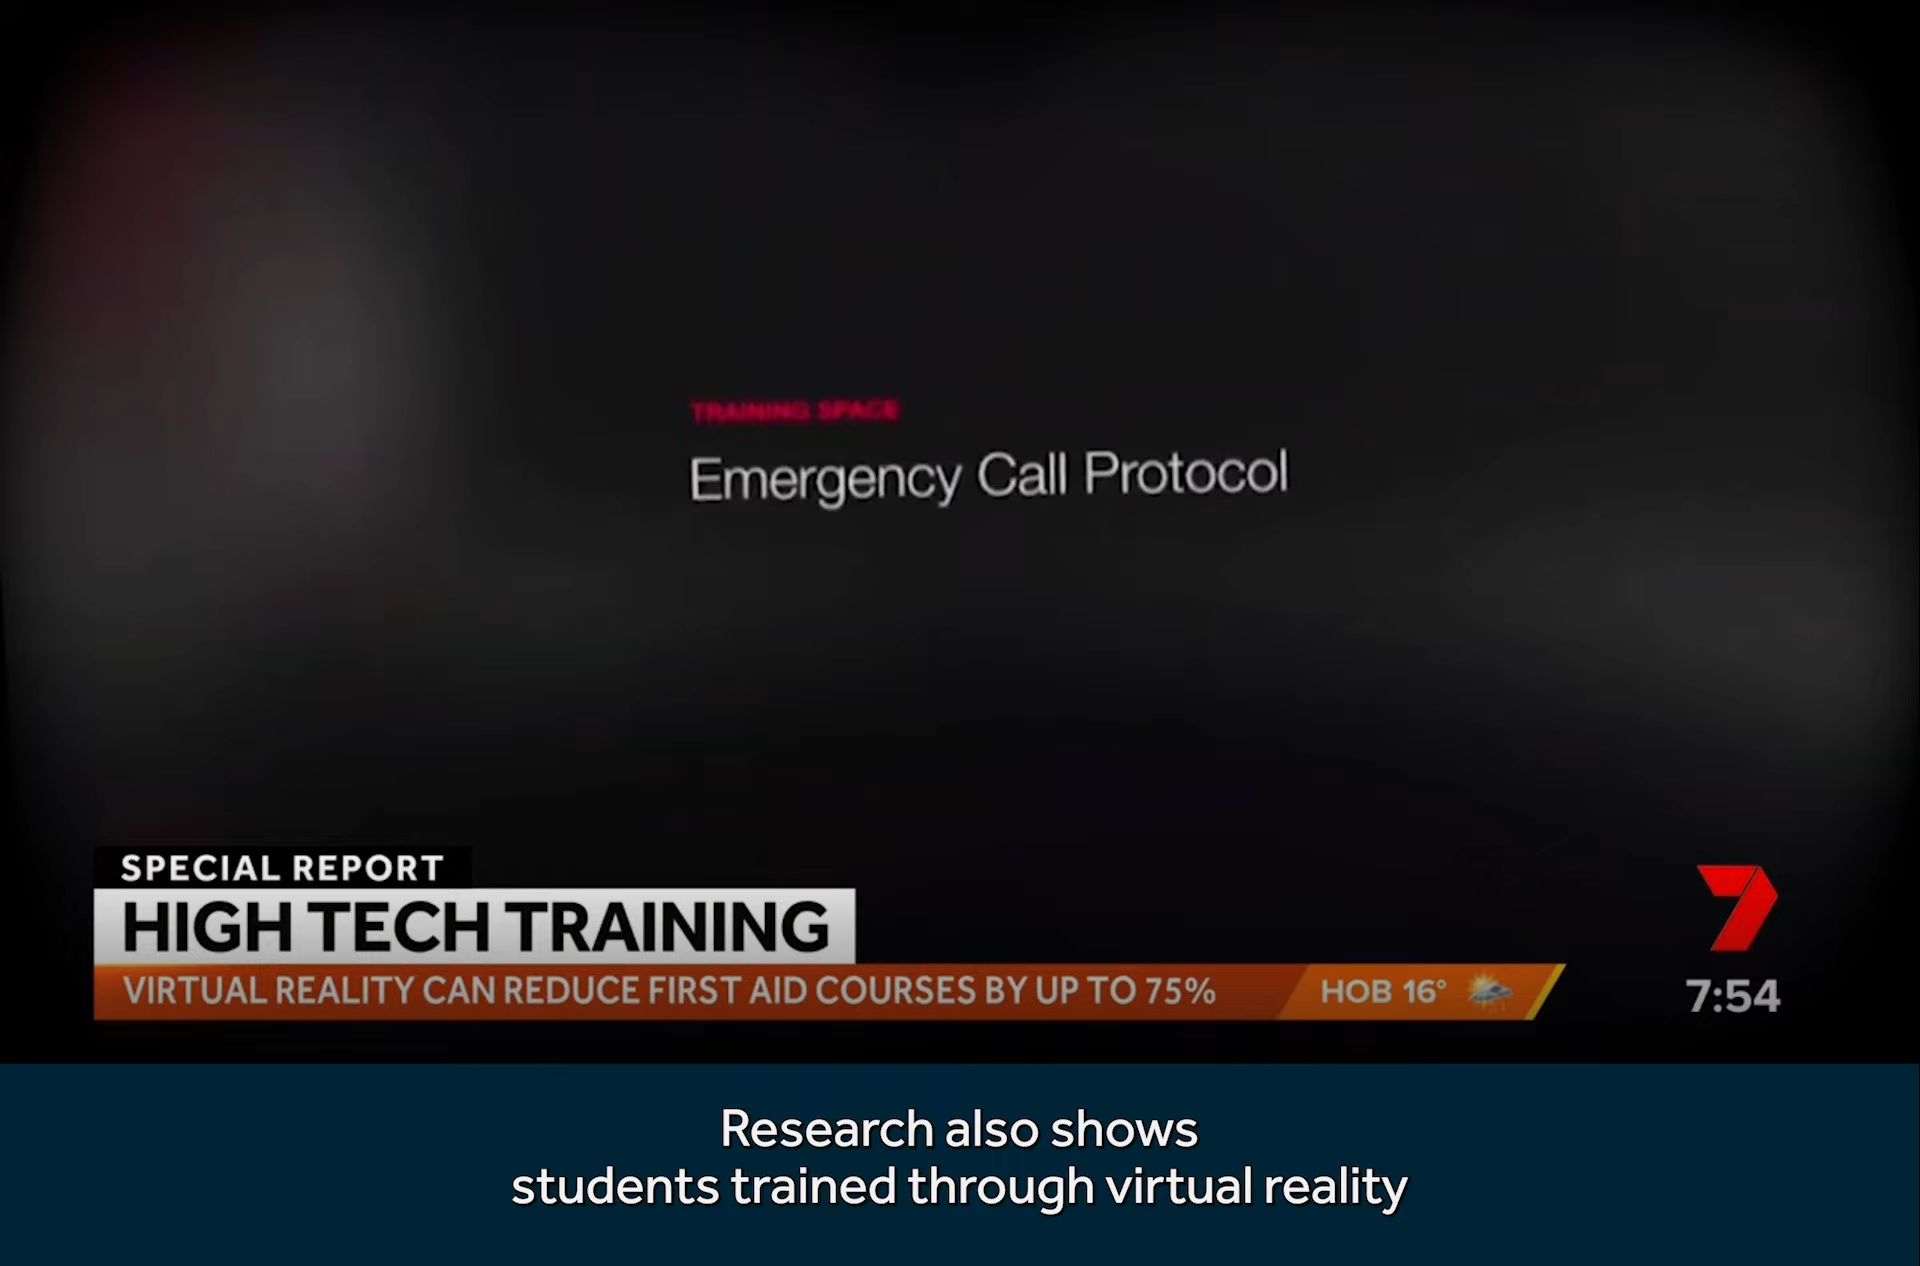 TRAINING SPACE
Emergency Call Protocol
SPECIAL REPORT
HIGH TECH TRAINING
VIRTUAL REALITY CAN REDUCE FIRST AID COURSES BY UP TO 75%
HOB 16°
7
7:54
Research also shows
students trained through virtual reality